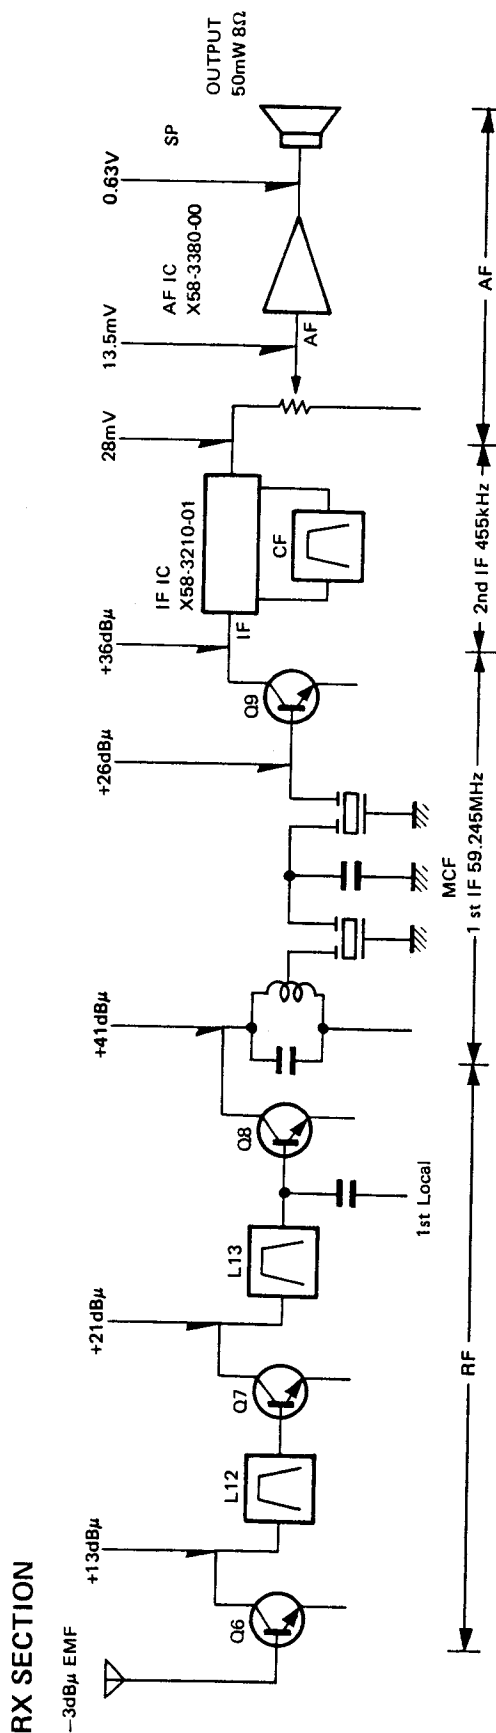 RX SECTION
−3dBμ EMF
+13dBμ
+21dBμ
+41dBμ
+26dBμ
+36dBμ
28mV
13.5mV
0.63V
Q6
L12
Q7
L13
Q8
1st Local
MCF
Q9
IF
IF IC
X58-3210-01
CF
AF
AF IC
X58-3380-00
SP
OUTPUT
50mW 8Ω
RF
1 st IF 59.245MHz
2nd IF 455kHz
AF